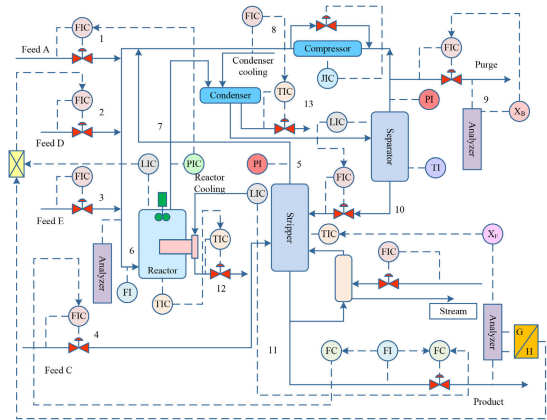 FIC
1
Feed A
FIC
8
Compressor
FIC
Condenser
cooling
JIC
Purge
FIC
2
Feed D
Condenser
TIC
13
PI
9
X_B
7
LIC
Separator
Analyzer
LIC
PIC
PI
5
TI
Reactor
Cooling
FIC
3
Feed E
LIC
FIC
10
Stripper
TIC
X_F
Analyzer
6
Reactor
TIC
12
FI
TIC
FIC
FIC
4
Feed C
Stream
Analyzer
G
H
11
FC
FI
FC
Product